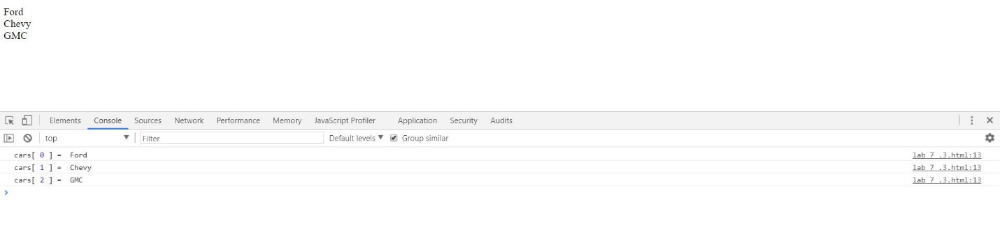 Ford
Chevy
GMC
Elements Console Sources Network Performance Memory JavaScript Profiler Application Security Audits
top Filter Default levels Group similar
cars[ 0 ] = Ford lab 7 .3.html:13
cars[ 1 ] = Chevy lab 7 .3.html:13
cars[ 2 ] = GMC lab 7 .3.html:13